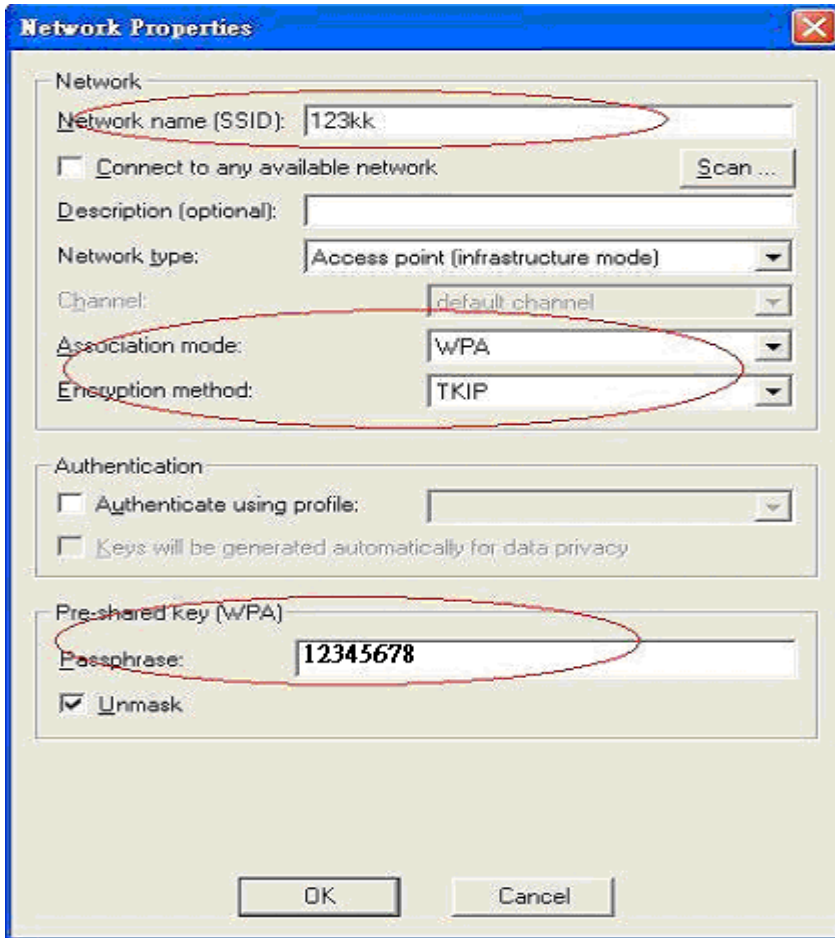 Network Properties
Network
Network name (SSID): 123kk
Connect to any available network Scan ...
Description (optional):
Network type: Access point (infrastructure mode)
Channel: default channel
Association mode: WPA
Encryption method: TKIP
Authentication
Authenticate using profile:
Keys will be generated automatically for data privacy
Pre-shared key (WPA)
Passphrase: 12345678
Unmask
OK Cancel